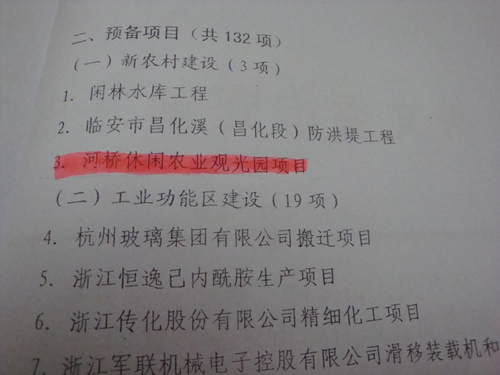 二、预备项目（共132项）
（一）新农村建设（3项）
1. 闲林水库工程
2. 临安市昌化溪（昌化段）防洪堤工程
3. 河桥休闲农业观光园项目
（二）工业功能区建设（19项）
4. 杭州玻璃集团有限公司搬迁项目
5. 浙江恒逸己内酰胺生产项目
6. 浙江传化股份有限公司精细化工项目
7. 浙江军联机械电子控股有限公司滑移装载机和